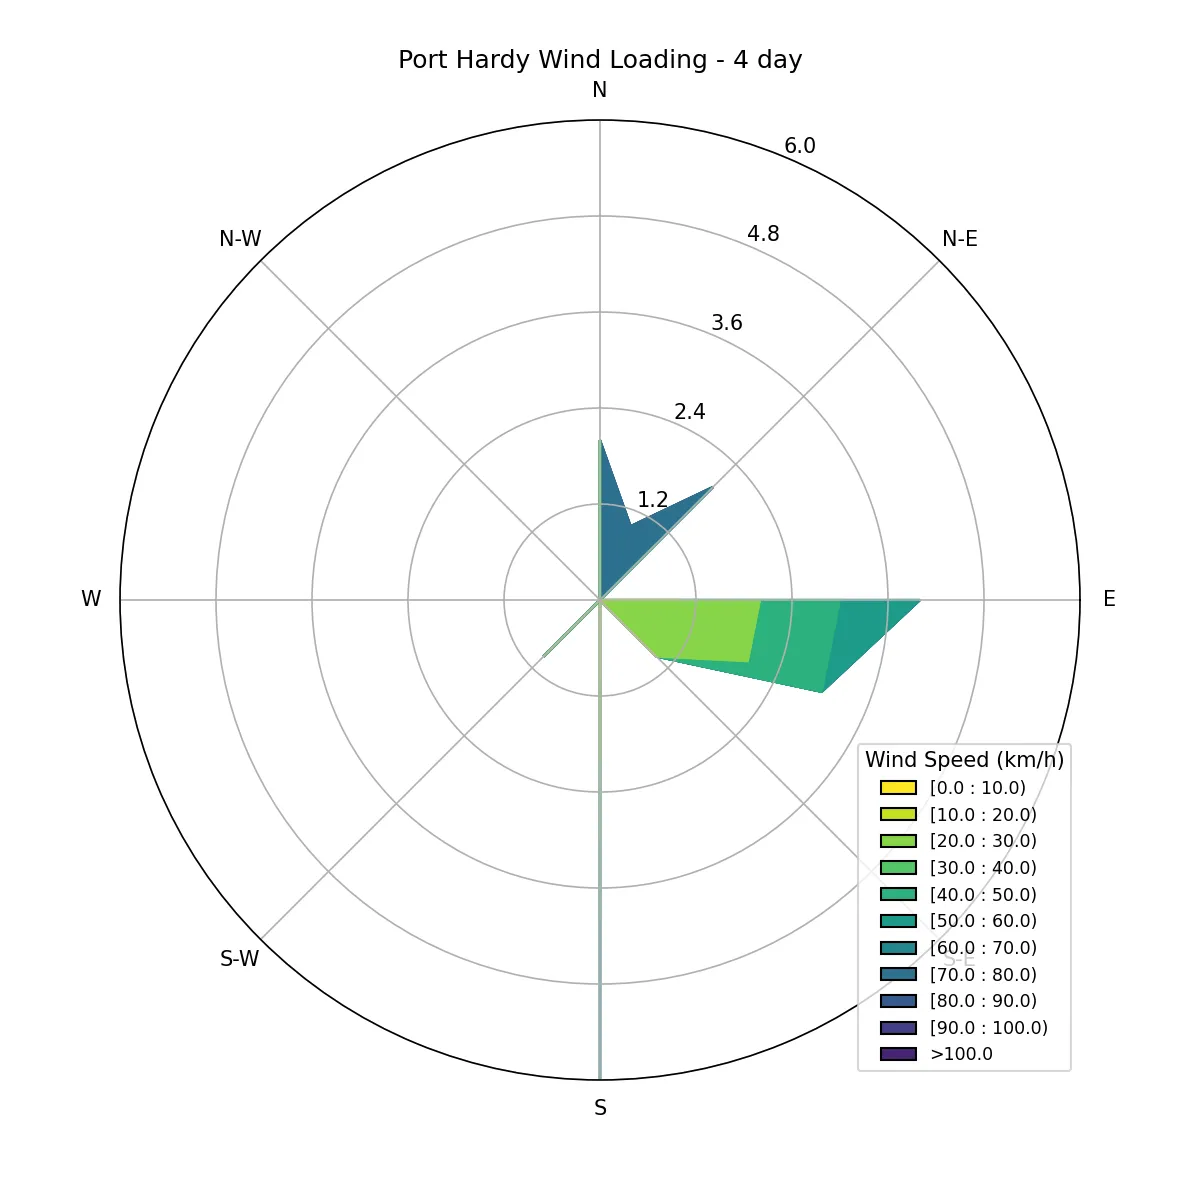 Port Hardy Wind Loading - 4 day
N
6.0
4.8
N-W
N-E
3.6
2.4
1.2
W
E
Wind Speed (km/h)
[0.0 : 10.0)
[10.0 : 20.0)
[20.0 : 30.0)
[30.0 : 40.0)
[40.0 : 50.0)
[50.0 : 60.0)
[60.0 : 70.0)
S-W
S-E
[70.0 : 80.0)
[80.0 : 90.0)
[90.0 : 100.0)
>100.0
S